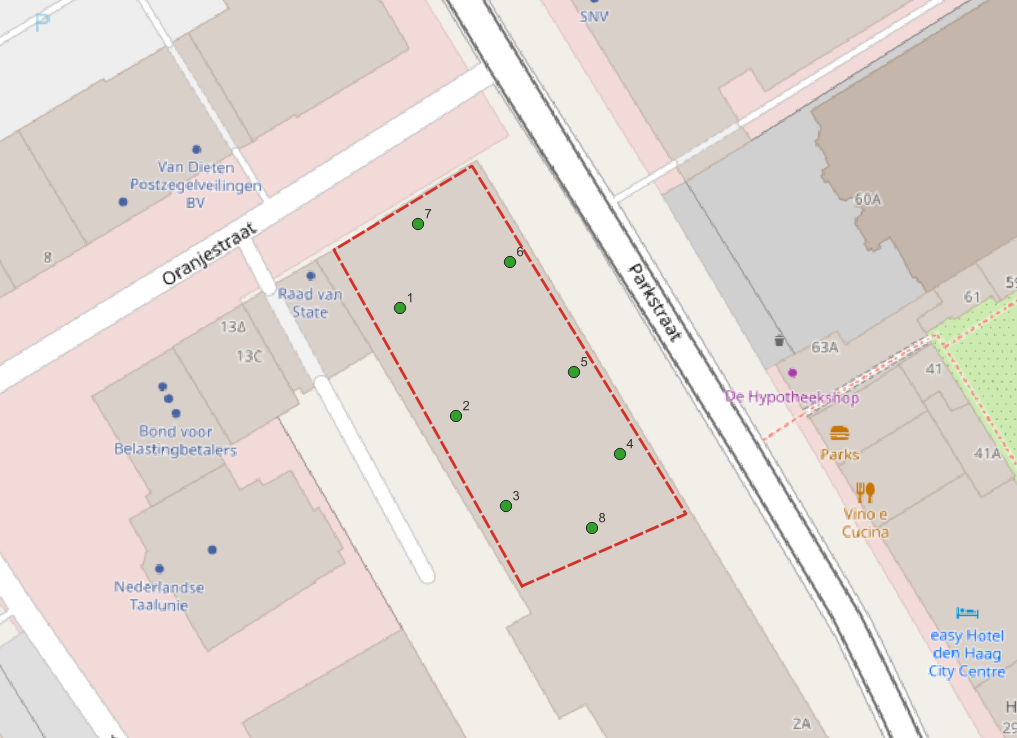 P
SNV
Van Dieten
Postzegelveilingen
BV
60A
7
8
Oranjestraat
6
Raad van
State
1
Parkstraat
61
59
13A
13C
63A
5
41
De Hypotheekshop
2
Bond voor
Belastingbetalers
4
Parks
41A
3
8
Vino e
Cucina
Nederlandse
Taalunie
easy Hotel
den Haag
City Centre
2A
H
29